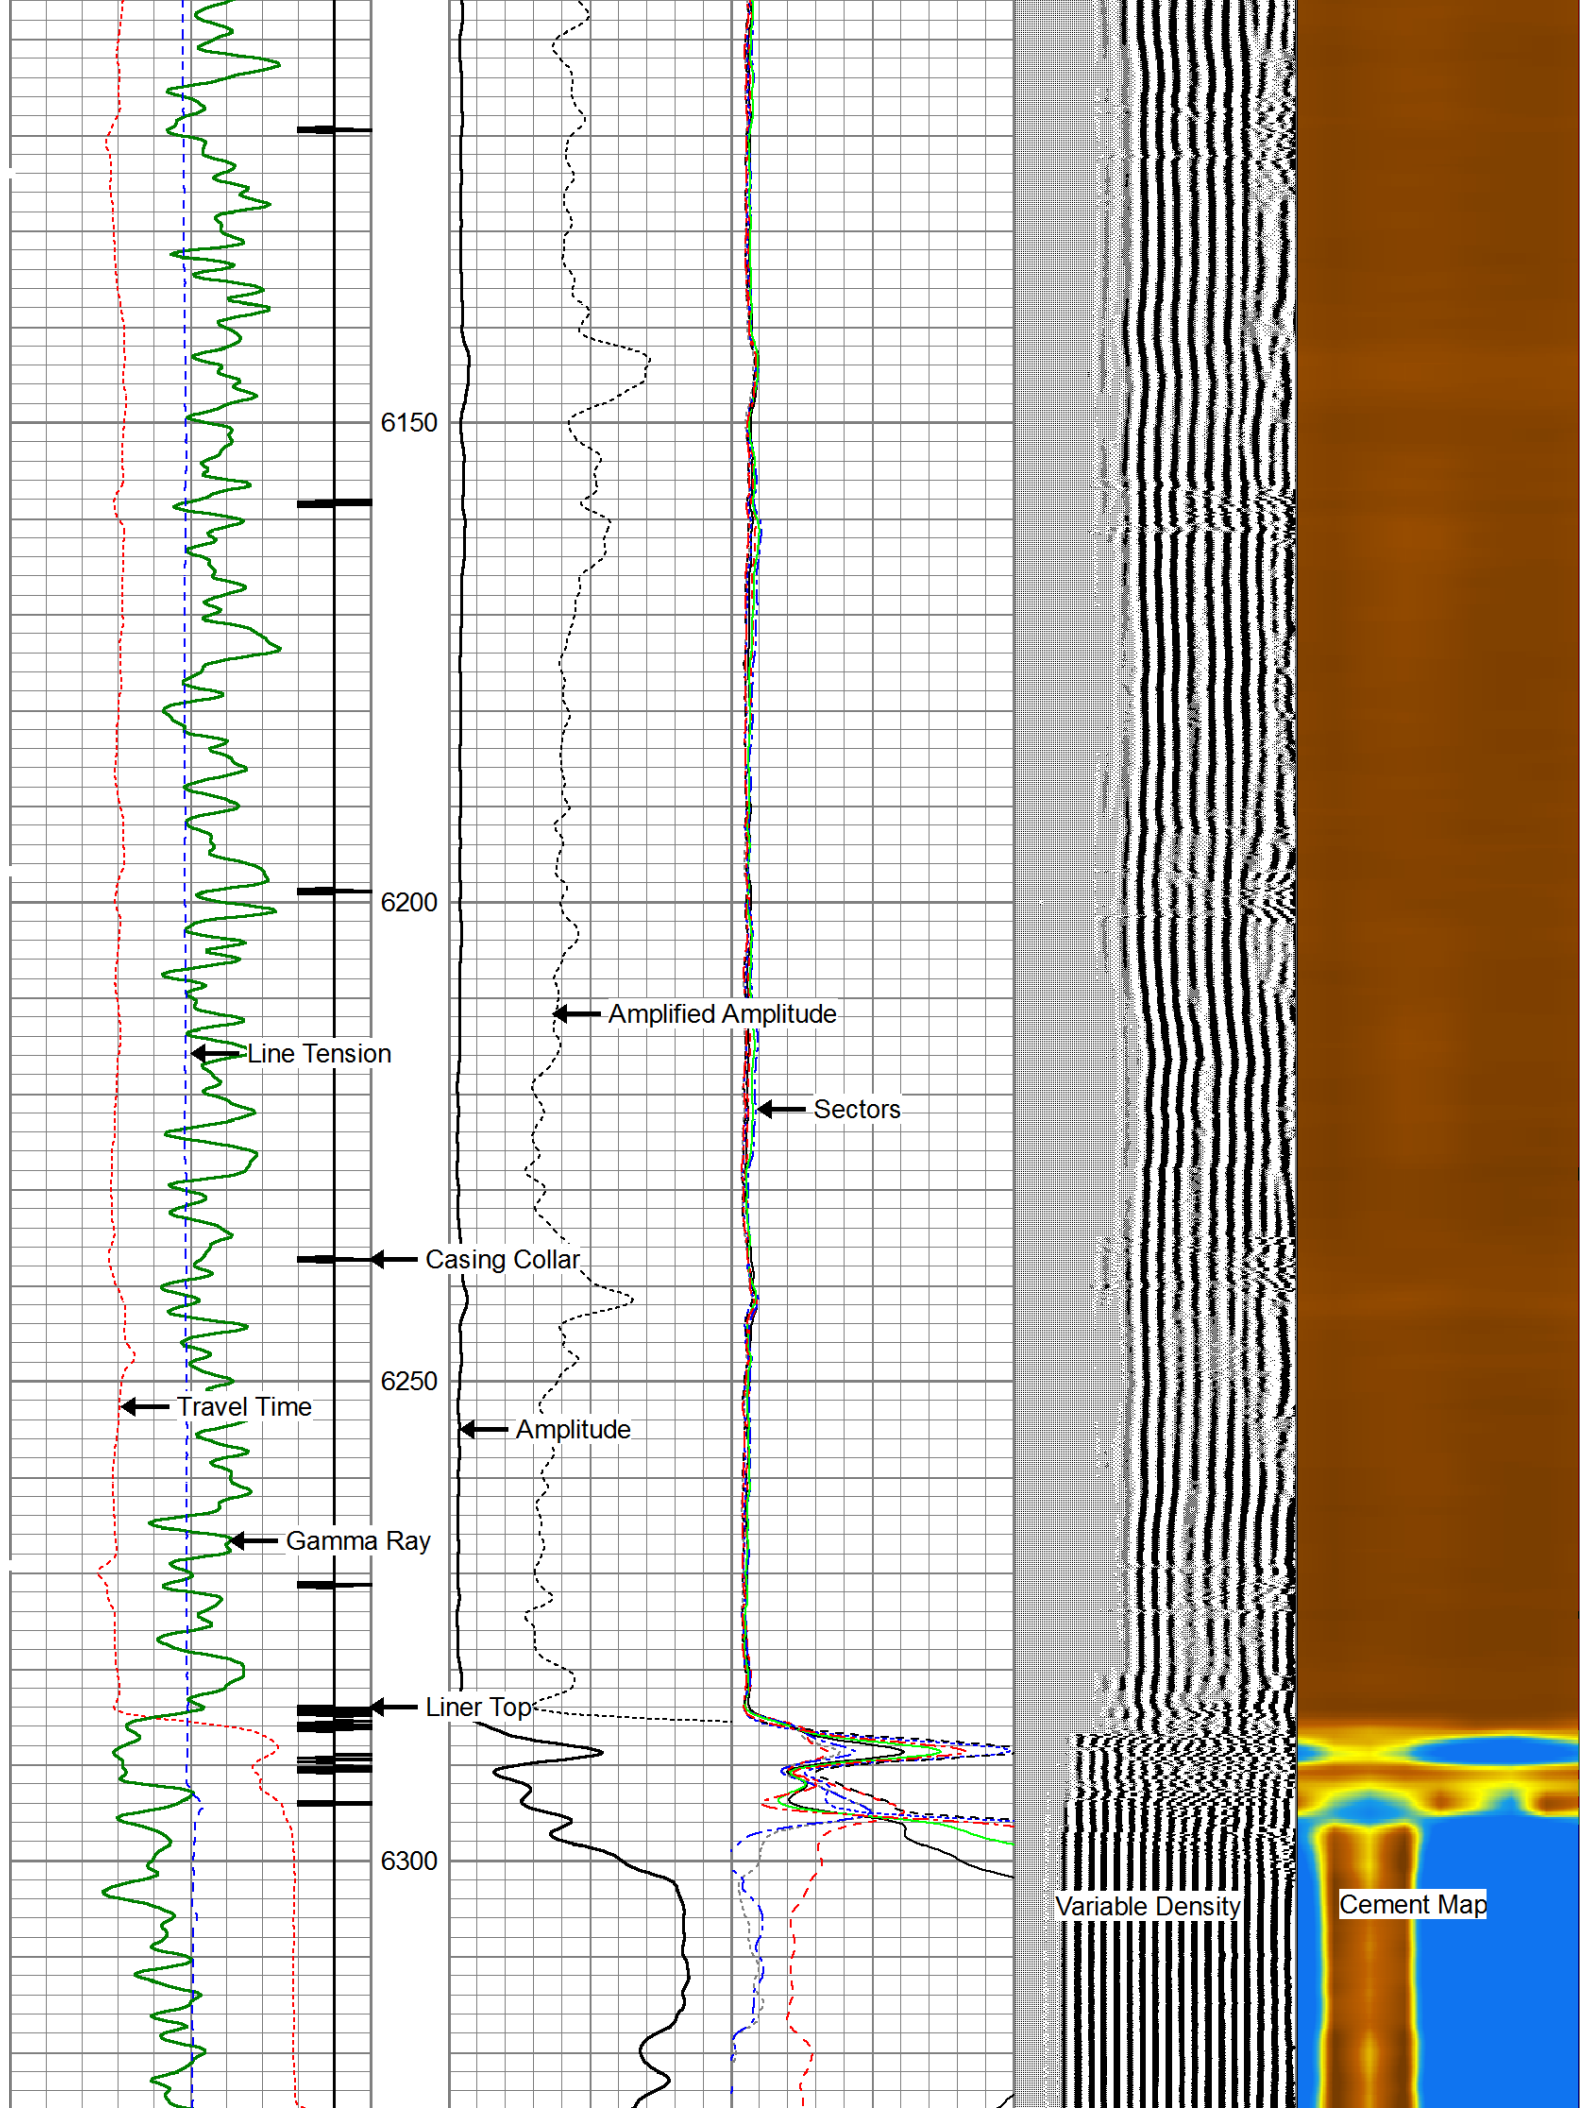 6150
6200
Amplified Amplitude
Line Tension
Sectors
Casing Collar
6250
Travel Time
Amplitude
Gamma Ray
Liner Top
6300
Variable Density
Cement Map